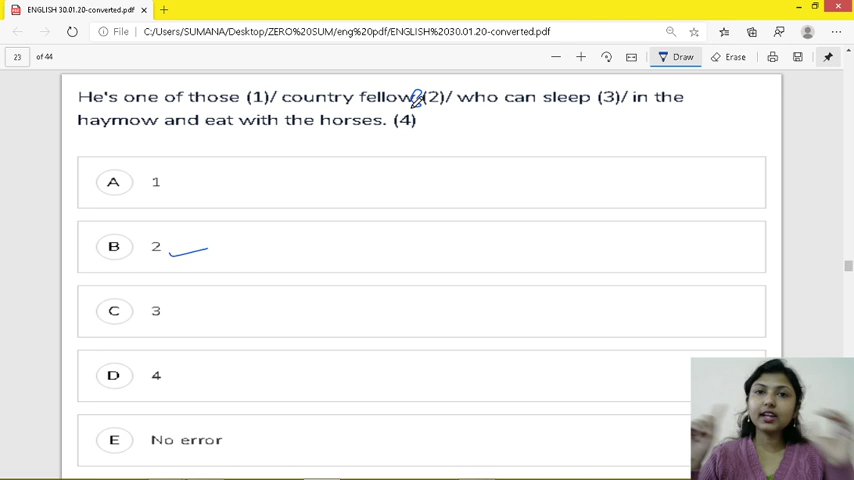 ENGLISH 30.01.20-converted.pdf
File
C:/Users/SUMANA/Desktop/ZERO%20SUM/eng%20pdf/ENGLISH%2030.01.20-converted.pdf
23 of 44
Draw
Erase
He's one of those (1)/ country fellow (2)/ who can sleep (3)/ in the
haymow and eat with the horses. (4)
A 1
B 2
C 3
D 4
E No error